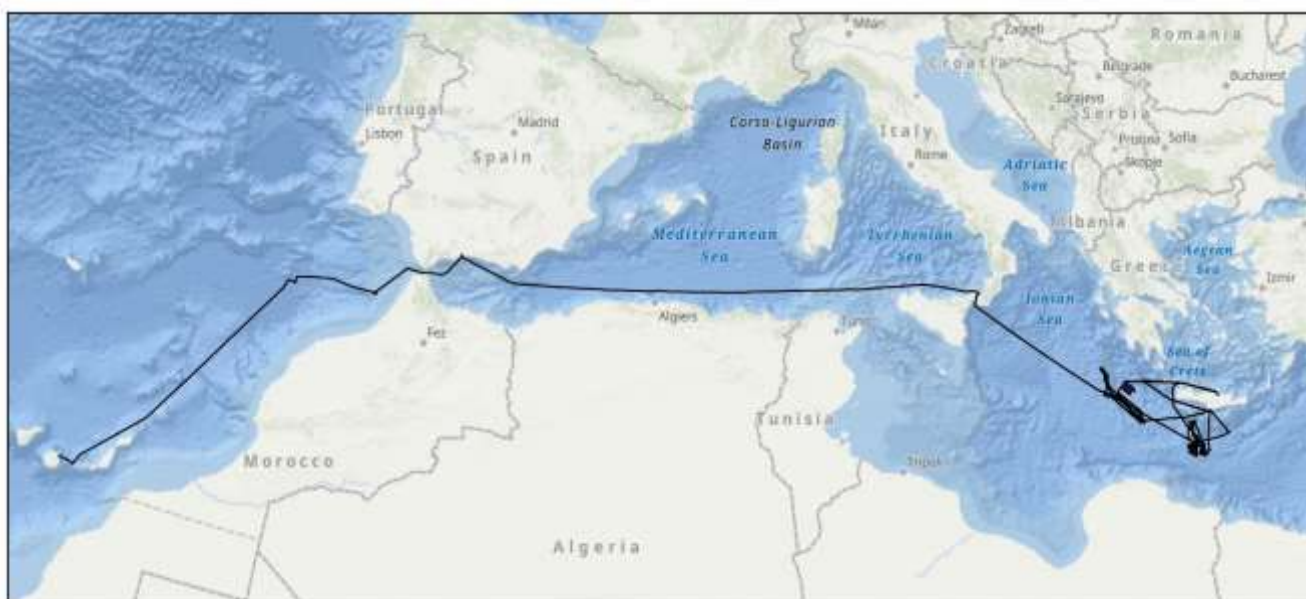 Milan
Zagreb
Romania
Croatia
Belgrade
Bucharest
Portugal
Lisbon
Madrid
Spain
Corso-Ligurian
Basin
Italy
Rome
Sarajevo
Serbia
Pristina
Sofia
Skopje
Adriatic
Sea
Albania
Mediterranean
Sea
Tyrrhenian
Sea
Greece
Aegean
Sea
Izmir
Ionian
Sea
Algiers
Fez
Sea of
Crete
Tunisia
Tripoli
Morocco
Algeria